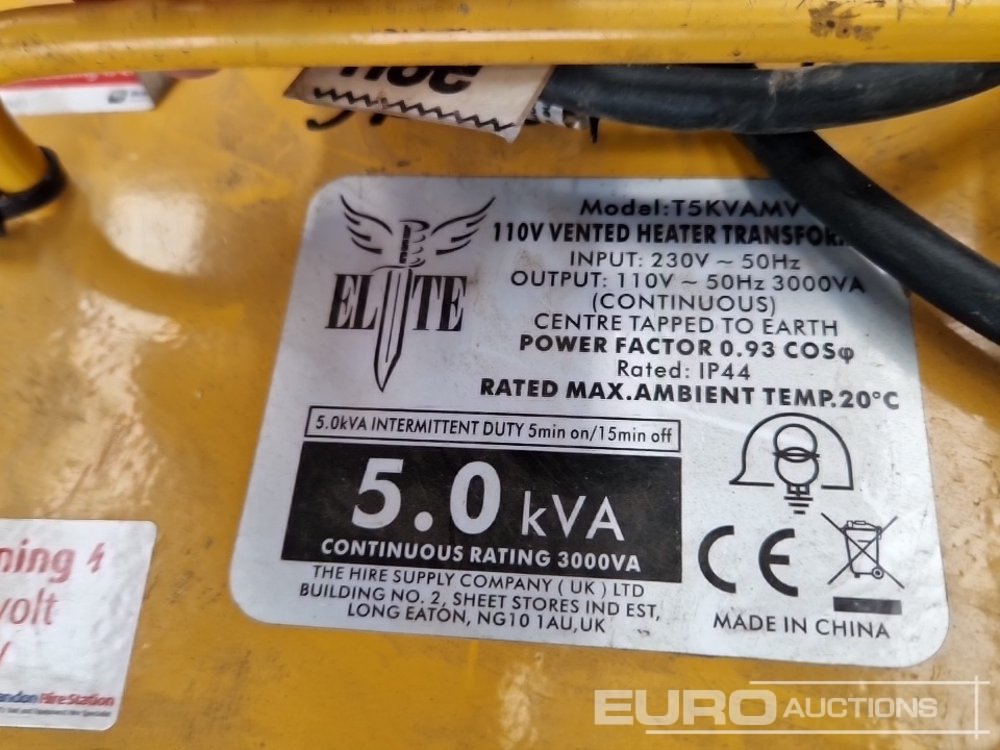 Model:T5KVAMV
110V VENTED HEATER
INPUT: 230V ~ 50Hz
OUTPUT: 110V ~ 50Hz 3000VA
(CONTINUOUS)
CENTRE TAPPED TO EARTH
POWER FACTOR 0.93 COSφ
Rated: IP44
RATED MAX.AMBIENT TEMP.20°C
ELITE
5.0kVA INTERMITTENT DUTY 5min on/15min off
5.0 kVA
CONTINUOUS RATING 3000VA
THE HIRE SUPPLY COMPANY (UK) LTD
BUILDING NO. 2, SHEET STORES IND EST,
LONG EATON, NG10 1AU,UK
CE
MADE IN CHINA
4
volt
HireStation
EURO AUCTIONS